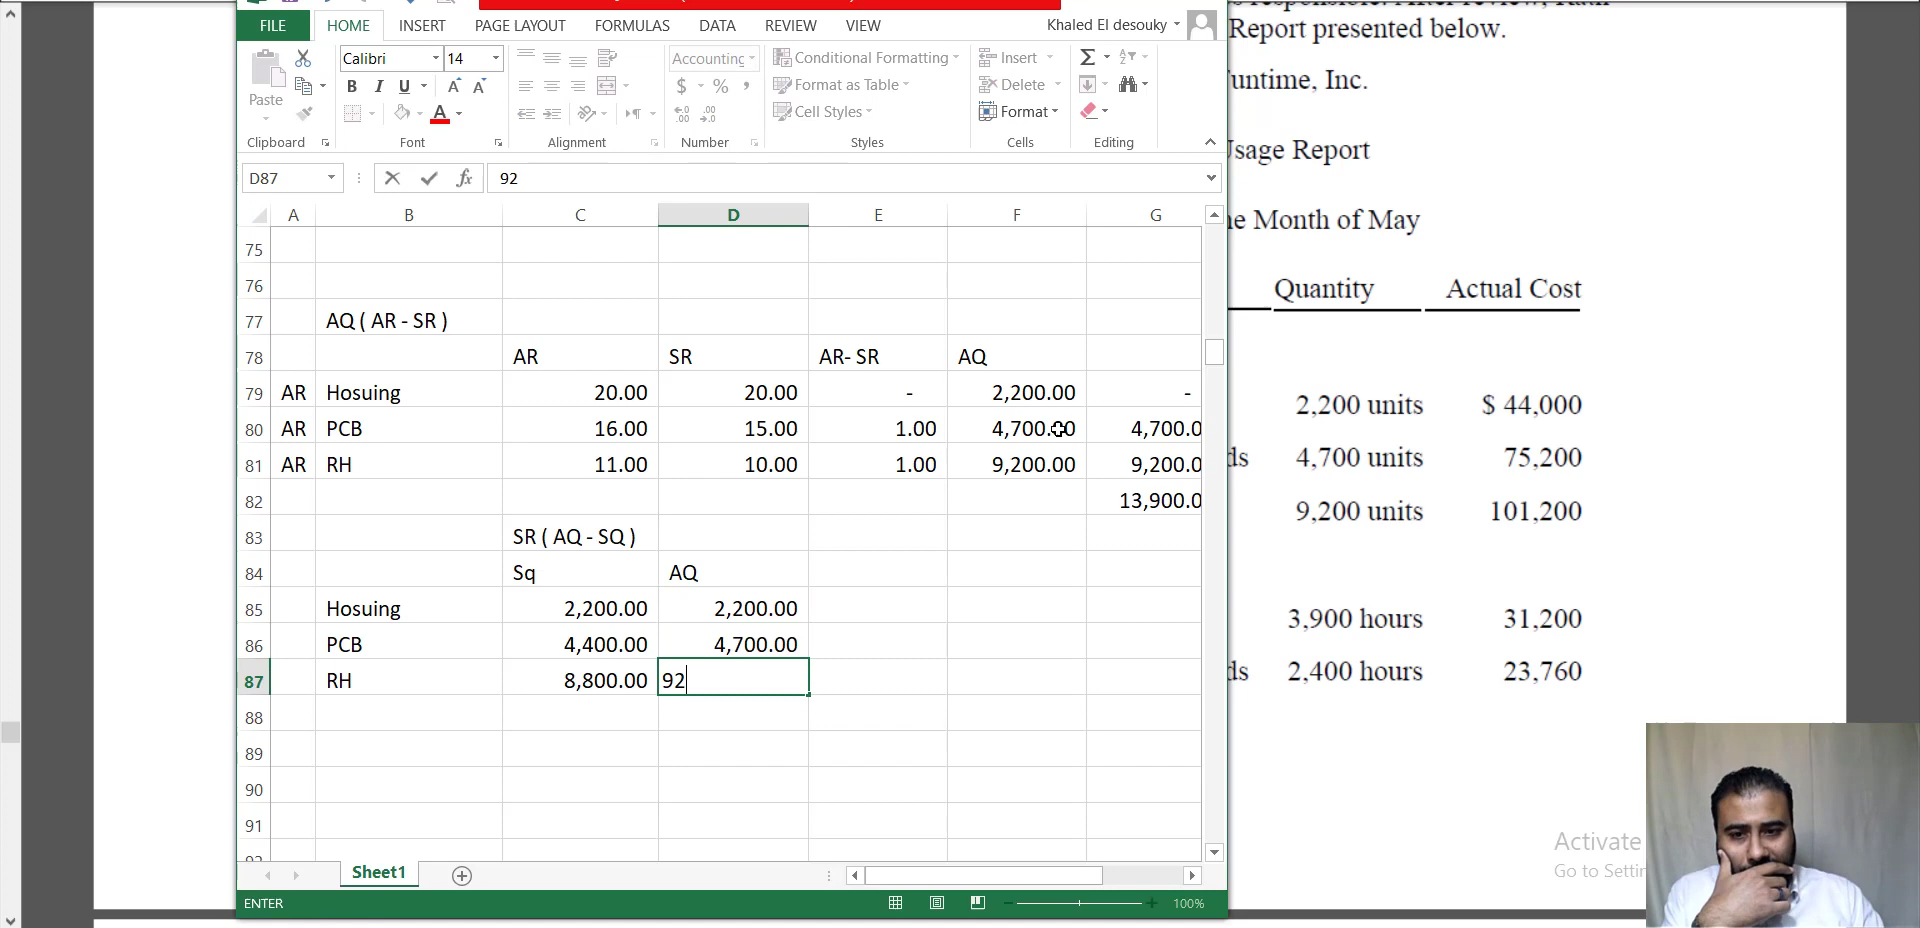 FILE HOME INSERT PAGE LAYOUT FORMULAS DATA REVIEW VIEW Khaled El desouky
Calibri 14 Accounting Conditional Formatting Insert
Paste B I U A A $ % Format as Table Delete
A Cell Styles Format
Clipboard Font Alignment Number Styles Cells Editing
D87 fx 92
A B C D E F G
75
76
77 AQ ( AR - SR )
78 AR SR AR- SR AQ
79 AR Hosuing 20.00 20.00 - 2,200.00 -
80 AR PCB 16.00 15.00 1.00 4,700.00 4,700.0
81 AR RH 11.00 10.00 1.00 9,200.00 9,200.0
82 13,900.0
83 SR ( AQ - SQ )
84 Sq AQ
85 Hosuing 2,200.00 2,200.00
86 PCB 4,400.00 4,700.00
87 RH 8,800.00 92
88
89
90
91
Sheet1
ENTER 100%
Report presented below.
untime, Inc.
Usage Report
e Month of May
Quantity Actual Cost
2,200 units $ 44,000
ds 4,700 units 75,200
9,200 units 101,200
3,900 hours 31,200
ds 2,400 hours 23,760
Activate
Go to Settin